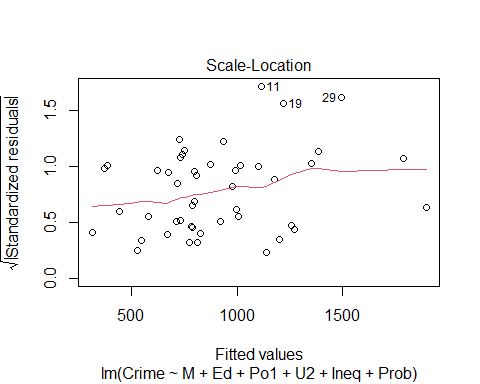 Scale-Location
√|Standardized residuals|
1.5
1.0
0.5
0.0
11
19
29
500
1000
1500
Fitted values
lm(Crime ~ M + Ed + Po1 + U2 + Ineq + Prob)